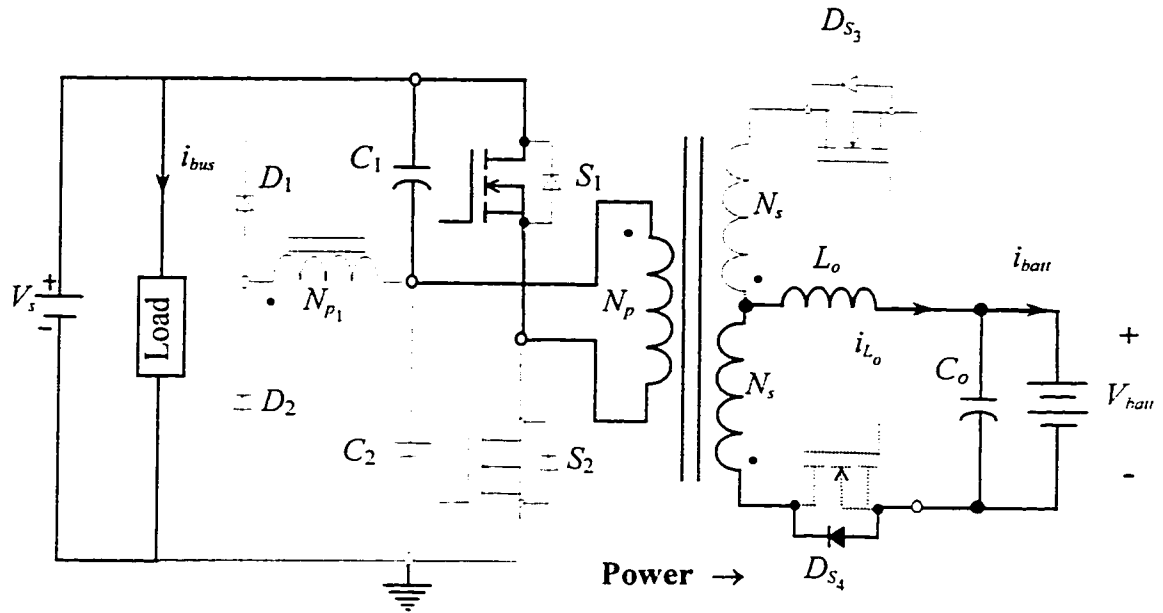 D_{S_3}
i_{bus}
D_1
C_1
S_1
N_s
V_s
+
-
Load
N_{p_1}
N_p
L_o
i_{batt}
i_{L_o}
+
D_2
C_2
S_2
N_s
C_o
V_{batt}
-
Power →
D_{S_4}